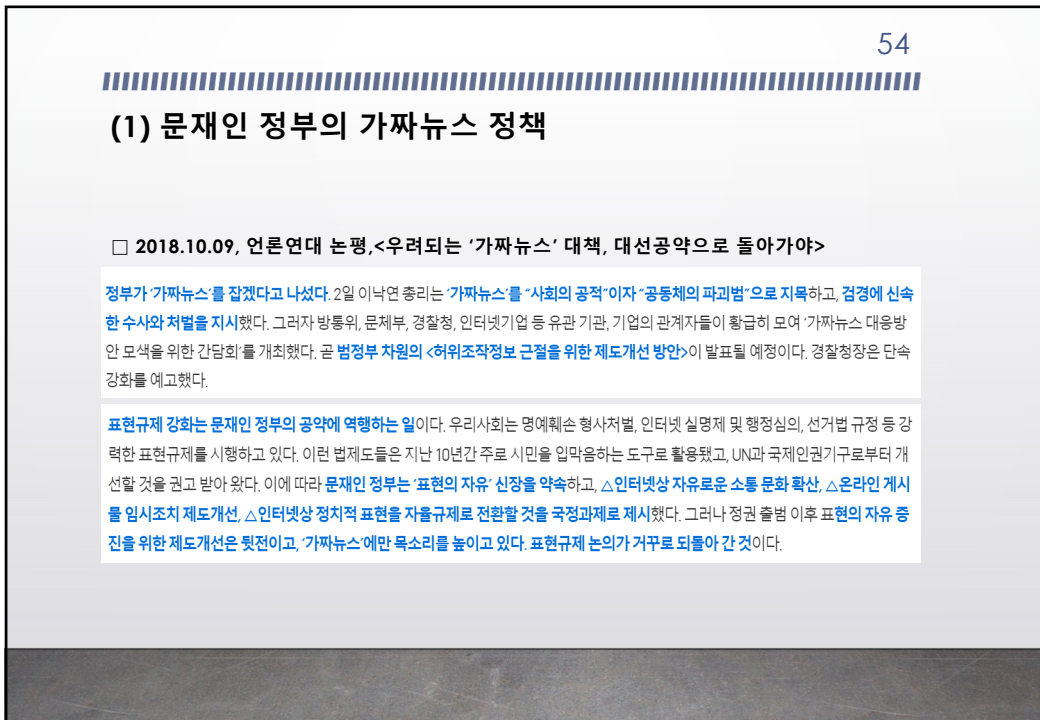 54
(1) 문재인 정부의 가짜뉴스 정책
□ 2018.10.09, 언론연대 논평,<우려되는 ‘가짜뉴스’ 대책, 대선공약으로 돌아가야>
정부가 ‘가짜뉴스’를 잡겠다고 나섰다. 2일 이낙연 총리는 ‘가짜뉴스’를 “사회의 공적”이자 “공동체의 파괴범”으로 지목하고, 검경에 신속
한 수사와 처벌을 지시했다. 그러자 방통위, 문체부, 경찰청, 인터넷기업 등 유관 기관, 기업의 관계자들이 황급히 모여 ‘가짜뉴스 대응방
안 모색을 위한 간담회’를 개최했다. 곧 범정부 차원의 <허위조작정보 근절을 위한 제도개선 방안>이 발표될 예정이다. 경찰청장은 단속
강화를 예고했다.
표현규제 강화는 문재인 정부의 공약에 역행하는 일이다. 우리사회는 명예훼손 형사처벌, 인터넷 실명제 및 행정심의, 선거법 규정 등 강
력한 표현규제를 시행하고 있다. 이런 법제도들은 지난 10년간 주로 시민을 입막음하는 도구로 활용됐고, UN과 국제인권기구로부터 개
선할 것을 권고 받아 왔다. 이에 따라 문재인 정부는 ‘표현의 자유’ 신장을 약속하고, △인터넷상 자유로운 소통 문화 확산, △온라인 게시
물 임시조치 제도개선, △인터넷상 정치적 표현을 자율규제로 전환할 것을 국정과제로 제시했다. 그러나 정권 출범 이후 표현의 자유 증
진을 위한 제도개선은 뒷전이고, ‘가짜뉴스’에만 목소리를 높이고 있다. 표현규제 논의가 거꾸로 되돌아 간 것이다.